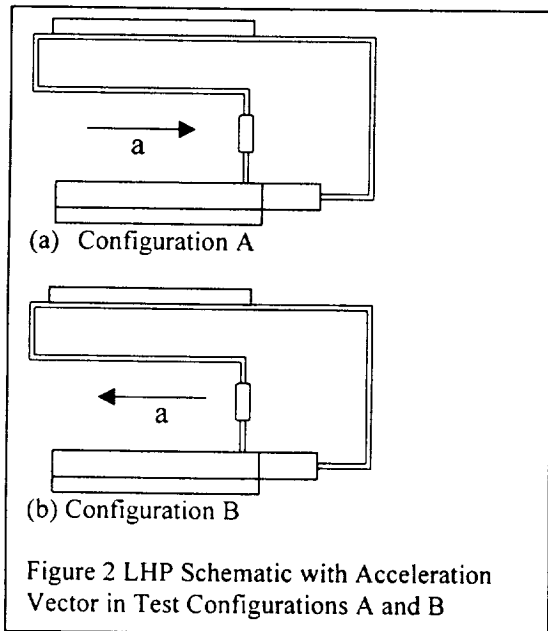 a
(a) Configuration A
a
(b) Configuration B
Figure 2 LHP Schematic with Acceleration
Vector in Test Configurations A and B